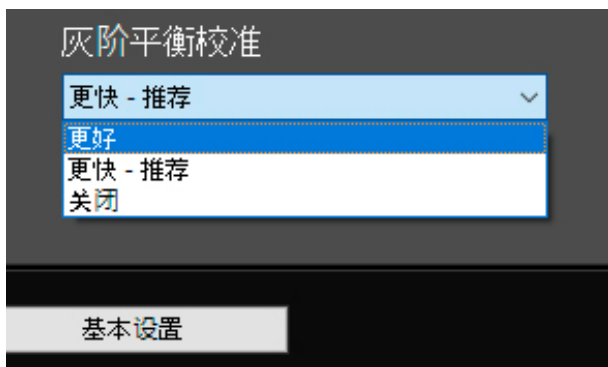 灰阶平衡校准
更快 - 推荐
更好
更快 - 推荐
关闭
基本设置